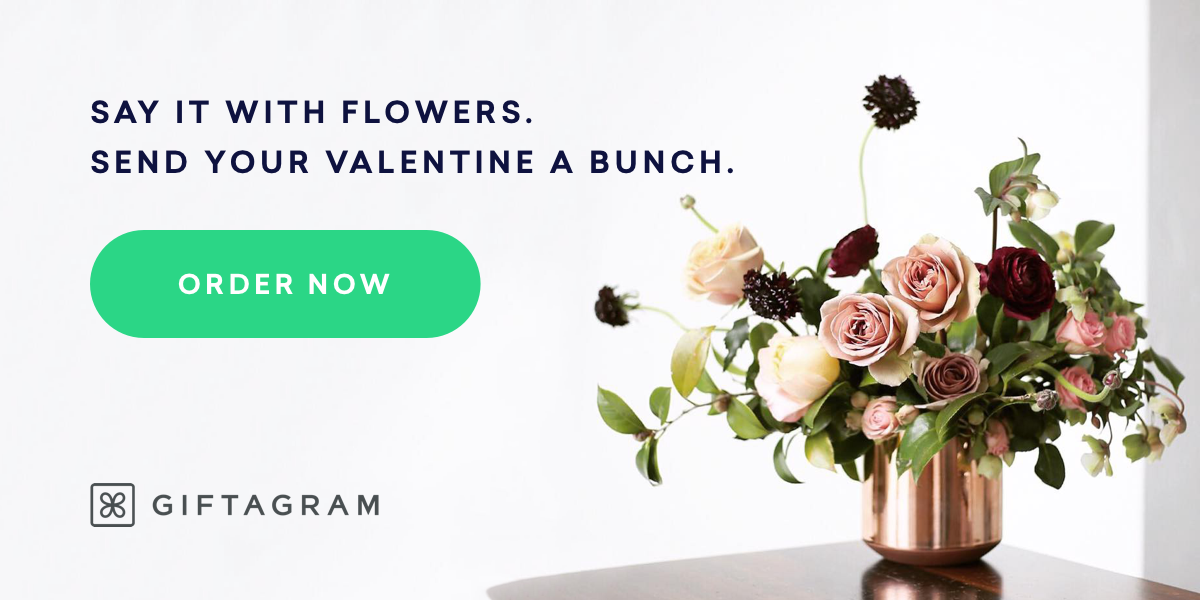 SAY IT WITH FLOWERS.
SEND YOUR VALENTINE A BUNCH.
ORDER NOW
GIFTAGRAM